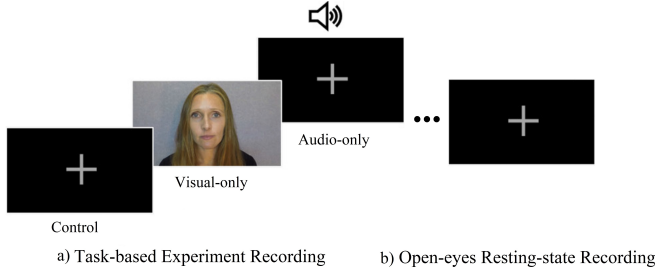 Audio-only
Visual-only
Control
a) Task-based Experiment Recording
b) Open-eyes Resting-state Recording